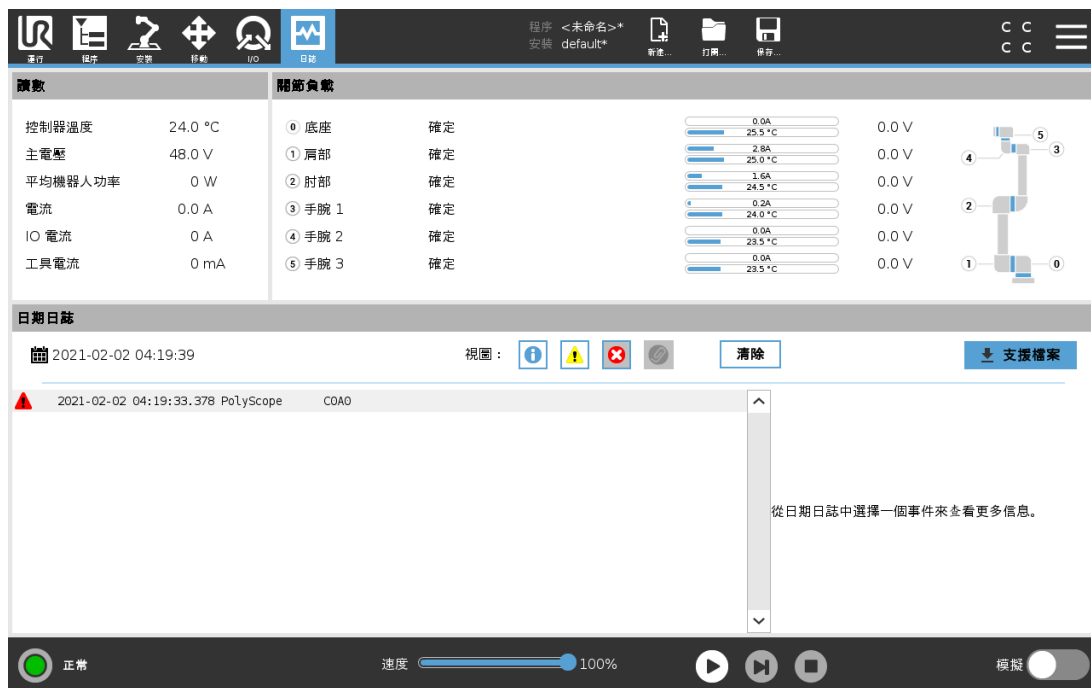 程序 <未命名>*
安裝 default*
運行 程序 安裝 移動 I/O 日誌 新建... 打開... 保存...
C C
C C
讀數
關節負載
控制器溫度 24.0 °C
主電壓 48.0 V
平均機器人功率 0 W
電流 0.0 A
IO 電流 0 A
工具電流 0 mA
0 底座 確定 0.0A 25.5 °C 0.0 V
1 肩部 確定 2.8A 25.0 °C 0.0 V
2 肘部 確定 1.6A 24.5 °C 0.0 V
3 手腕 1 確定 0.2A 24.0 °C 0.0 V
4 手腕 2 確定 0.0A 23.5 °C 0.0 V
5 手腕 3 確定 0.0A 23.5 °C 0.0 V
5
3
4
2
1 0
日期日誌
2021-02-02 04:19:39 視圖： 清除 支援檔案
2021-02-02 04:19:33.378 PolyScope C0A0
從日期日誌中選擇一個事件來查看更多信息。
正常 速度 100% 模擬